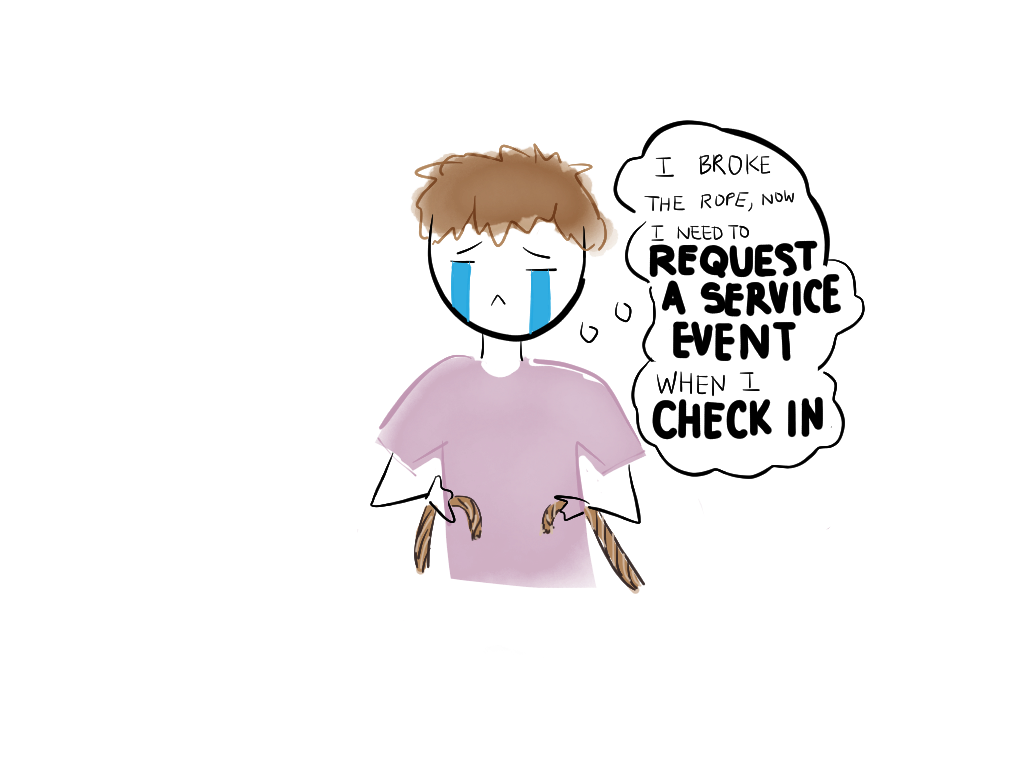 I BROKE
THE ROPE, NOW
I NEED TO
REQUEST
A SERVICE
EVENT
WHEN I
CHECK IN